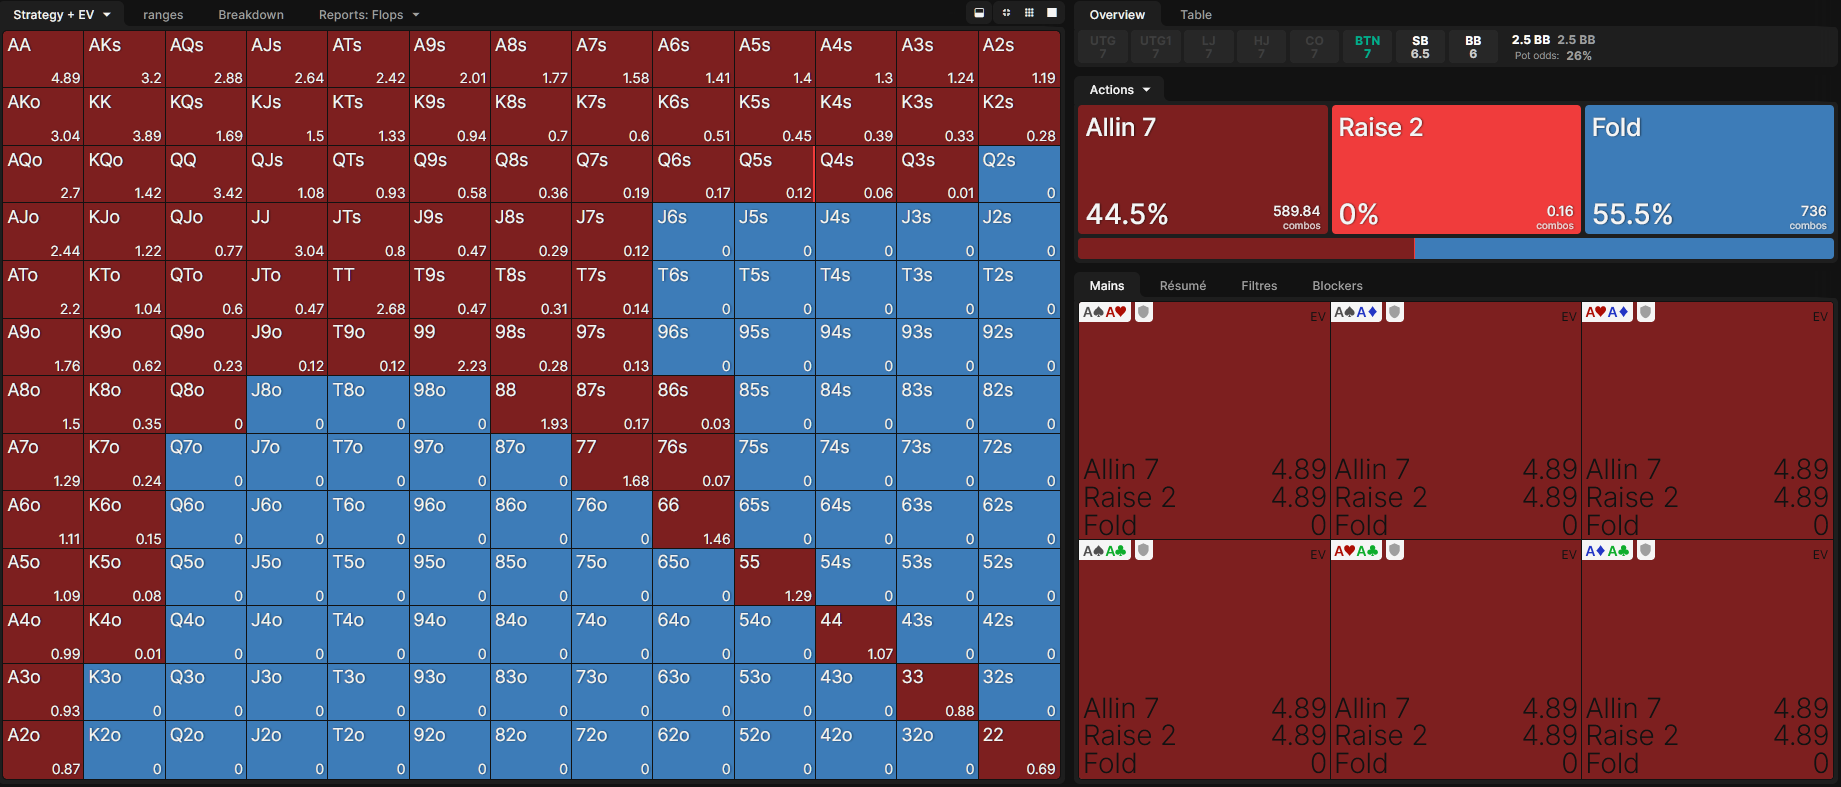 Strategy + EV ranges Breakdown Reports: Flops
AA AKs AQs AJs ATs A9s A8s A7s A6s A5s A4s A3s A2s
4.89 3.2 2.88 2.64 2.42 2.01 1.77 1.58 1.41 1.4 1.3 1.24 1.19
AKo KK KQs KJs KTs K9s K8s K7s K6s K5s K4s K3s K2s
3.04 3.89 1.69 1.5 1.33 0.94 0.7 0.6 0.51 0.45 0.39 0.33 0.28
AQo KQo QQ QJs QTs Q9s Q8s Q7s Q6s Q5s Q4s Q3s Q2s
2.7 1.42 3.42 1.08 0.93 0.58 0.36 0.19 0.17 0.12 0.06 0.01 0
AJo KJo QJo JJ JTs J9s J8s J7s J6s J5s J4s J3s J2s
2.44 1.22 0.77 3.04 0.8 0.47 0.29 0.12 0 0 0 0 0
ATo KTo QTo JTo TT T9s T8s T7s T6s T5s T4s T3s T2s
2.2 1.04 0.6 0.47 2.68 0.47 0.31 0.14 0 0 0 0 0
A9o K9o Q9o J9o T9o 99 98s 97s 96s 95s 94s 93s 92s
1.76 0.62 0.23 0.12 0.12 2.23 0.28 0.13 0 0 0 0 0
A8o K8o Q8o J8o T8o 98o 88 87s 86s 85s 84s 83s 82s
1.5 0.35 0 0 0 0 1.93 0.17 0.03 0 0 0 0
A7o K7o Q7o J7o T7o 97o 87o 77 76s 75s 74s 73s 72s
1.29 0.24 0 0 0 0 0 1.68 0.07 0 0 0 0
A6o K6o Q6o J6o T6o 96o 86o 76o 66 65s 64s 63s 62s
1.11 0.15 0 0 0 0 0 0 1.46 0 0 0 0
A5o K5o Q5o J5o T5o 95o 85o 75o 65o 55 54s 53s 52s
1.09 0.08 0 0 0 0 0 0 0 1.29 0 0 0
A4o K4o Q4o J4o T4o 94o 84o 74o 64o 54o 44 43s 42s
0.99 0.01 0 0 0 0 0 0 0 0 1.07 0 0
A3o K3o Q3o J3o T3o 93o 83o 73o 63o 53o 43o 33 32s
0.93 0 0 0 0 0 0 0 0 0 0 0.88 0
A2o K2o Q2o J2o T2o 92o 82o 72o 62o 52o 42o 32o 22
0.87 0 0 0 0 0 0 0 0 0 0 0 0.69
Overview Table
UTG UTG1 LJ HJ CO BTN SB BB 2.5 BB 2.5 BB
7 7 7 7 7 7 6.5 6 Pot odds: 26%
Actions
Allin 7 Raise 2 Fold
44.5% 589.84 combos 0% 0.16 combos 55.5% 736 combos
Mains Résumé Filtres Blockers
A♠A♥ EV A♠A♦ EV A♥A♦ EV
Allin 7 4.89 Allin 7 4.89 Allin 7 4.89
Raise 2 4.89 Raise 2 4.89 Raise 2 4.89
Fold 0 Fold 0 Fold 0
A♠A♣ EV A♥A♣ EV A♦A♣ EV
Allin 7 4.89 Allin 7 4.89 Allin 7 4.89
Raise 2 4.89 Raise 2 4.89 Raise 2 4.89
Fold 0 Fold 0 Fold 0